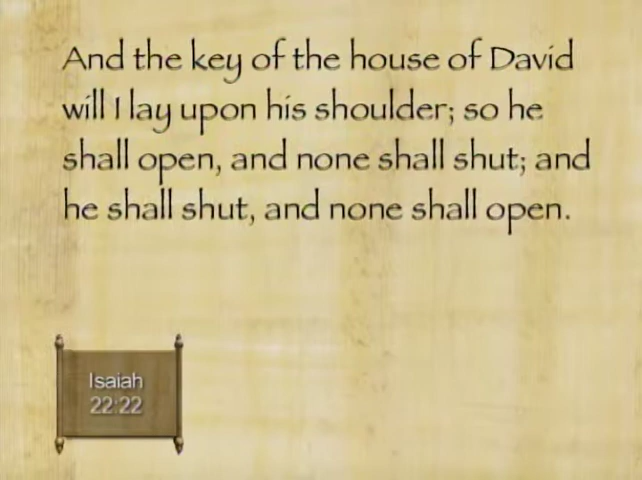 And the key of the house of David
will I lay upon his shoulder; so he
shall open, and none shall shut; and
he shall shut, and none shall open.
Isaiah
22:22